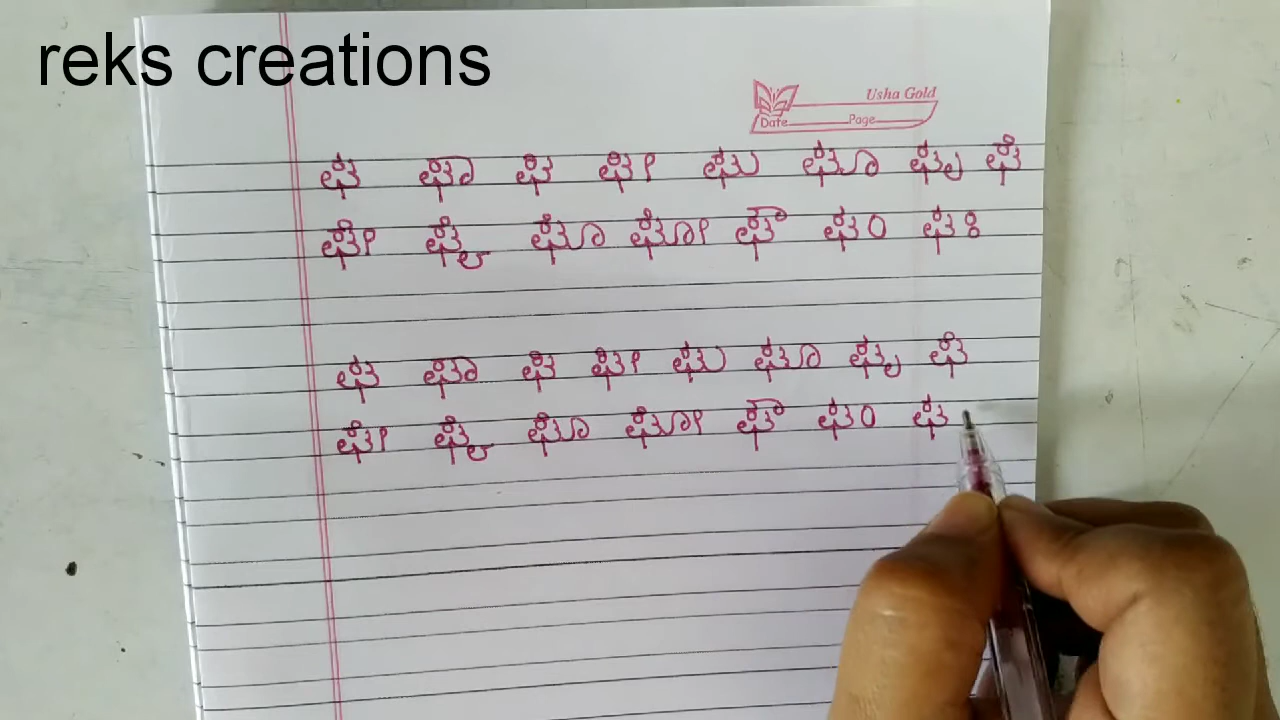 reks creations
Usha Gold
Date Page
ಛ ಛಾ ಛಿ ಛೀ ಛು ಛೂ ಛೃ ಛೆ
ಛೇ ಛೈ ಛೊ ಛೋ ಛೌ ಛಂ ಛಃ
ಛ ಛಾ ಛಿ ಛೀ ಛು ಛೂ ಛೃ ಛೆ
ಛೇ ಛೈ ಛೊ ಛೋ ಛೌ ಛಂ ಛ